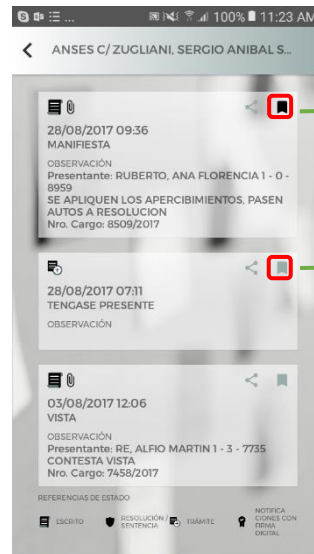 100% 11:23 AM
ANSES C/ ZUGLIANI, SERGIO ANIBAL S...
28/08/2017 09:36
MANIFIESTA
OBSERVACIÓN
Presentante: RUBERTO, ANA FLORENCIA 1 - 0 -
8959
SE APLIQUEN LOS APERCIBIMIENTOS, PASEN
AUTOS A RESOLUCION
Nro. Cargo: 8509/2017
28/08/2017 07:11
TENGASE PRESENTE
OBSERVACIÓN
03/08/2017 12:06
VISTA
OBSERVACIÓN
Presentante: RE, ALFIO MARTIN 1 - 3 - 7735
CONTESTA VISTA
Nro. Cargo: 7458/2017
REFERENCIAS DE ESTADO
ESCRITO
RESOLUCIÓN /
SENTENCIA
TRÁMITE
NOTIFICA
CIONES CON
FIRMA
DIGITAL